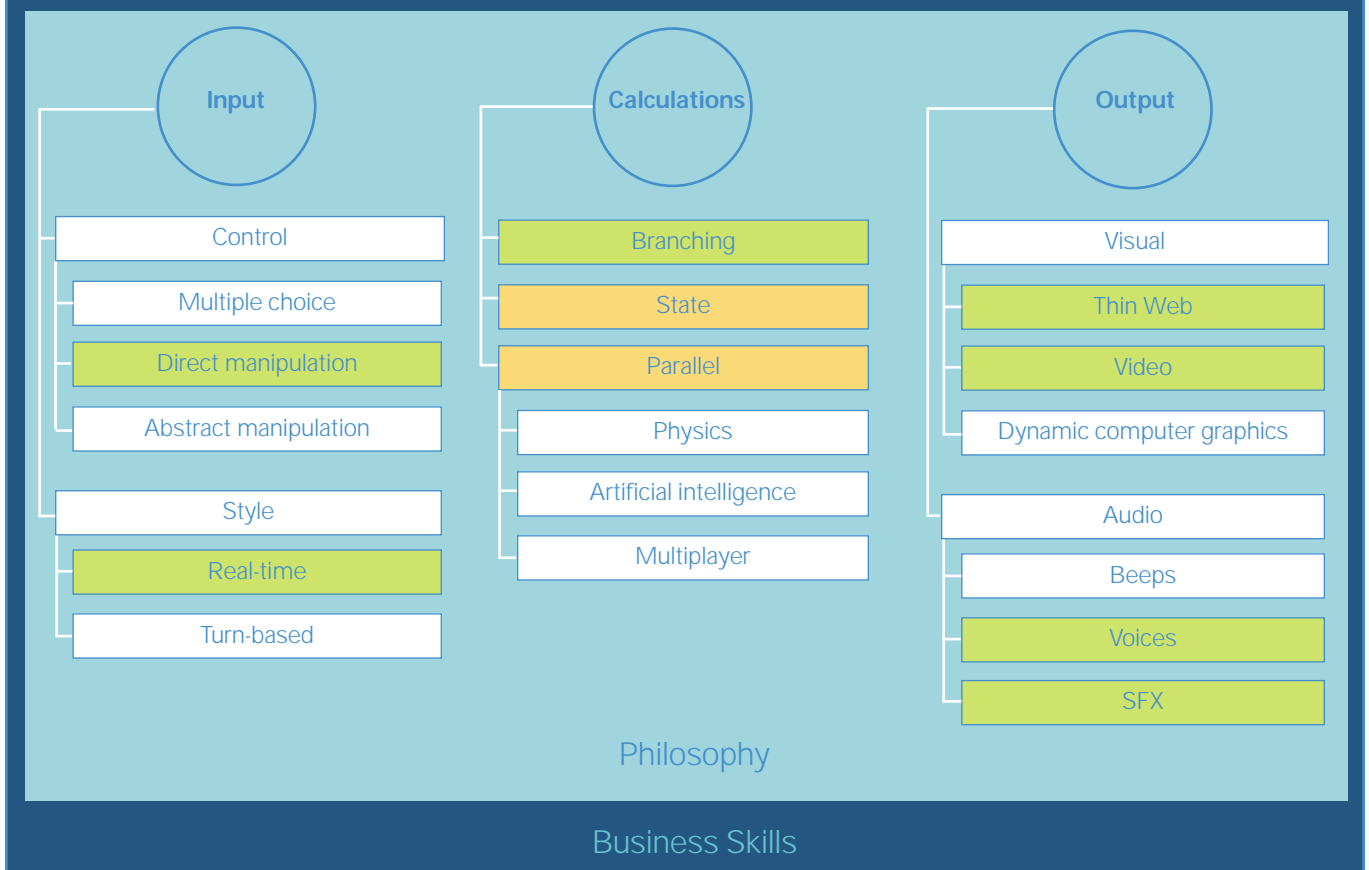 Input
Control
Multiple choice
Direct manipulation
Abstract manipulation
Style
Real-time
Turn-based
Calculations
Branching
State
Parallel
Physics
Artificial intelligence
Multiplayer
Output
Visual
Thin Web
Video
Dynamic computer graphics
Audio
Beeps
Voices
SFX
Philosophy
Business Skills